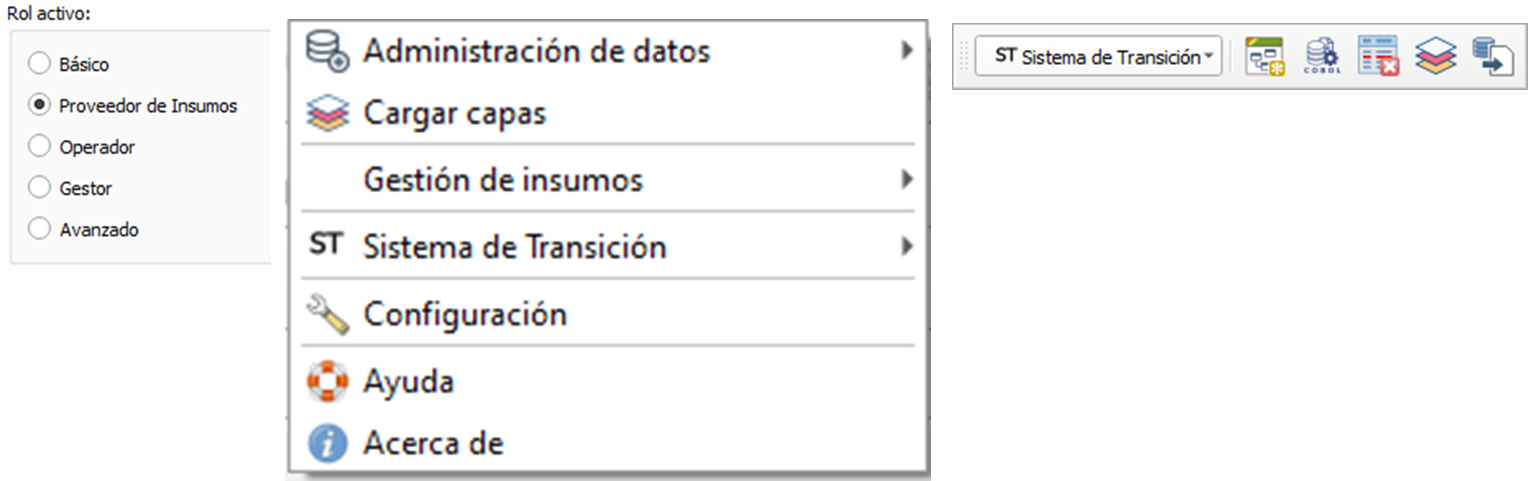 Rol activo:
Básico
Proveedor de Insumos
Operador
Gestor
Avanzado
Administración de datos
Cargar capas
Gestión de insumos
ST Sistema de Transición
Configuración
Ayuda
i Acerca de
ST Sistema de Transición
COBOL